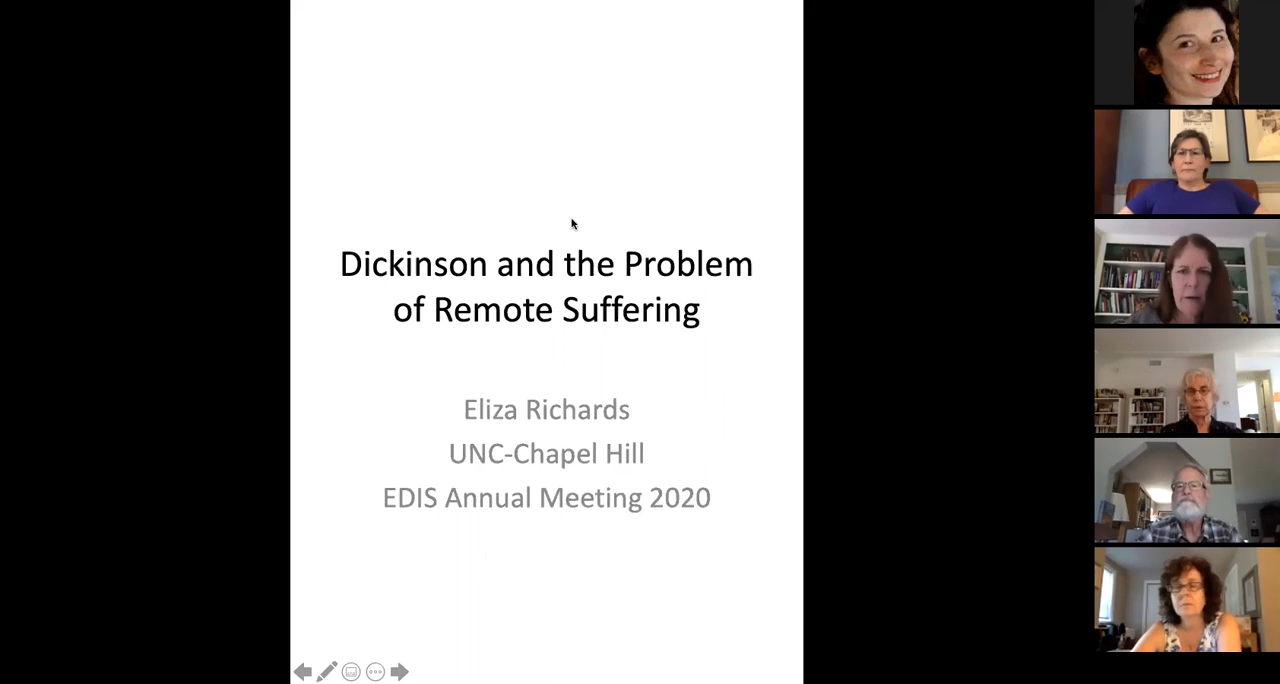 Dickinson and the Problem
of Remote Suffering
Eliza Richards
UNC-Chapel Hill
EDIS Annual Meeting 2020